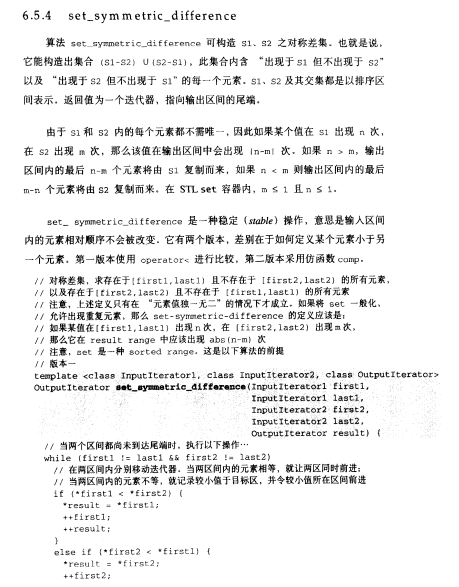 6.5.4 set_symmetric_difference
算法 set_symmetric_difference 可构造 S1、S2 之对称差集。也就是说，
它能构造出集合 (S1-S2) ∪(S2-S1)，此集合内含 “出现于 S1 但不出现于 S2”
以及 “出现于 S2 但不出现于 S1”的每一个元素。S1、S2 及其交集都是以排序区
间表示。返回值为一个迭代器，指向输出区间的尾端。
由于 S1和 S2 内的每个元素都不需唯一，因此如果某个值在 S1 出现 n 次，
在 S2 出现 m 次，那么该值在输出区间中会出现 |n-m| 次。如果 n > m，输出
区间内的最后 n-m 个元素将由 S1 复制而来，如果 n < m 则输出区间内的最后
m-n 个元素将由 S2 复制而来。在 STL set 容器内，m ≤ 1 且 n ≤ 1。
set_ symmetric_difference 是一种稳定 (stable) 操作，意思是输入区间
内的元素相对顺序不会被改变。它有两个版本，差别在于如何定义某个元素小于另
一个元素。第一版本使用 operator< 进行比较，第二版本采用仿函数 comp。
// 对称差集，求存在于[first1,last1) 且不存在于 [first2,last2) 的所有元素，
// 以及存在于[first2,last2) 且不存在于 [first1,last1) 的所有元素
// 注意，上述定义只有在 “元素值独一无二”的情况下才成立。如果将 set 一般化，
// 允许出现重复元素，那么 set-symmetric-difference 的定义应该是：
// 如果某值在[first1,last1) 出现 n 次，在 [first2,last2) 出现 m次，
// 那么它在 result range 中应该出现 abs(n-m) 次
// 注意，set 是一种 sorted range。这是以下算法的前提
// 版本一
template <class InputIterator1, class InputIterator2, class OutputIterator>
OutputIterator set_symmetric_difference(InputIterator1 first1,
InputIterator1 last1,
InputIterator2 first2,
InputIterator2 last2,
OutputIterator result) {
// 当两个区间都尚未到达尾端时，执行以下操作…
while (first1 != last1 && first2 != last2)
// 在两区间内分别移动迭代器。当两区间内的元素相等，就让两区同时前进；
// 当两区间内的元素不等，就记录较小值于目标区，并令较小值所在区间前进
if (*first1 < *first2) {
*result = *first1;
++first1;
++result;
}
else if (*first2 < *first1) {
*result = *first2;
++first2;